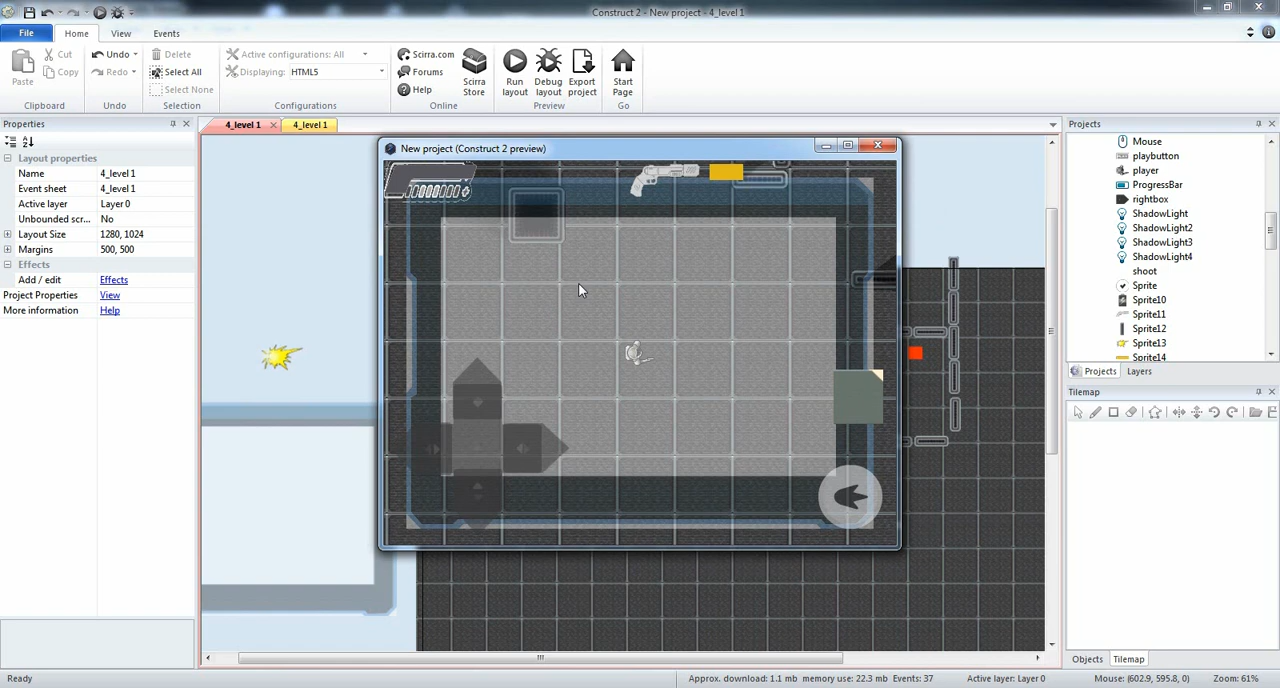 Construct 2 - New project - 4_level 1
File
Home
View
Events
Paste
Cut
Copy
Clipboard
Undo
Redo
Undo
Delete
Select All
Select None
Selection
Active configurations: All
Displaying: HTML5
Configurations
Scirra.com
Forums
Help
Scirra Store
Online
Run layout
Debug layout
Export project
Preview
Start Page
Go
Properties
4_level 1
4_level 1
Projects
Layout properties
Name 4_level 1
Event sheet 4_level 1
Active layer Layer 0
Unbounded scr... No
Layout Size 1280, 1024
Margins 500, 500
Effects
Add / edit Effects
Project Properties View
More information Help
New project (Construct 2 preview)
Mouse
playbutton
player
ProgressBar
rightbox
ShadowLight
ShadowLight2
ShadowLight3
ShadowLight4
shoot
Sprite
Sprite10
Sprite11
Sprite12
Sprite13
Sprite14
Projects
Layers
Tilemap
Objects
Tilemap
Ready
Approx. download: 1.1 mb memory use: 22.3 mb Events: 37
Active layer: Layer 0
Mouse: (602.9, 595.8, 0)
Zoom: 61%